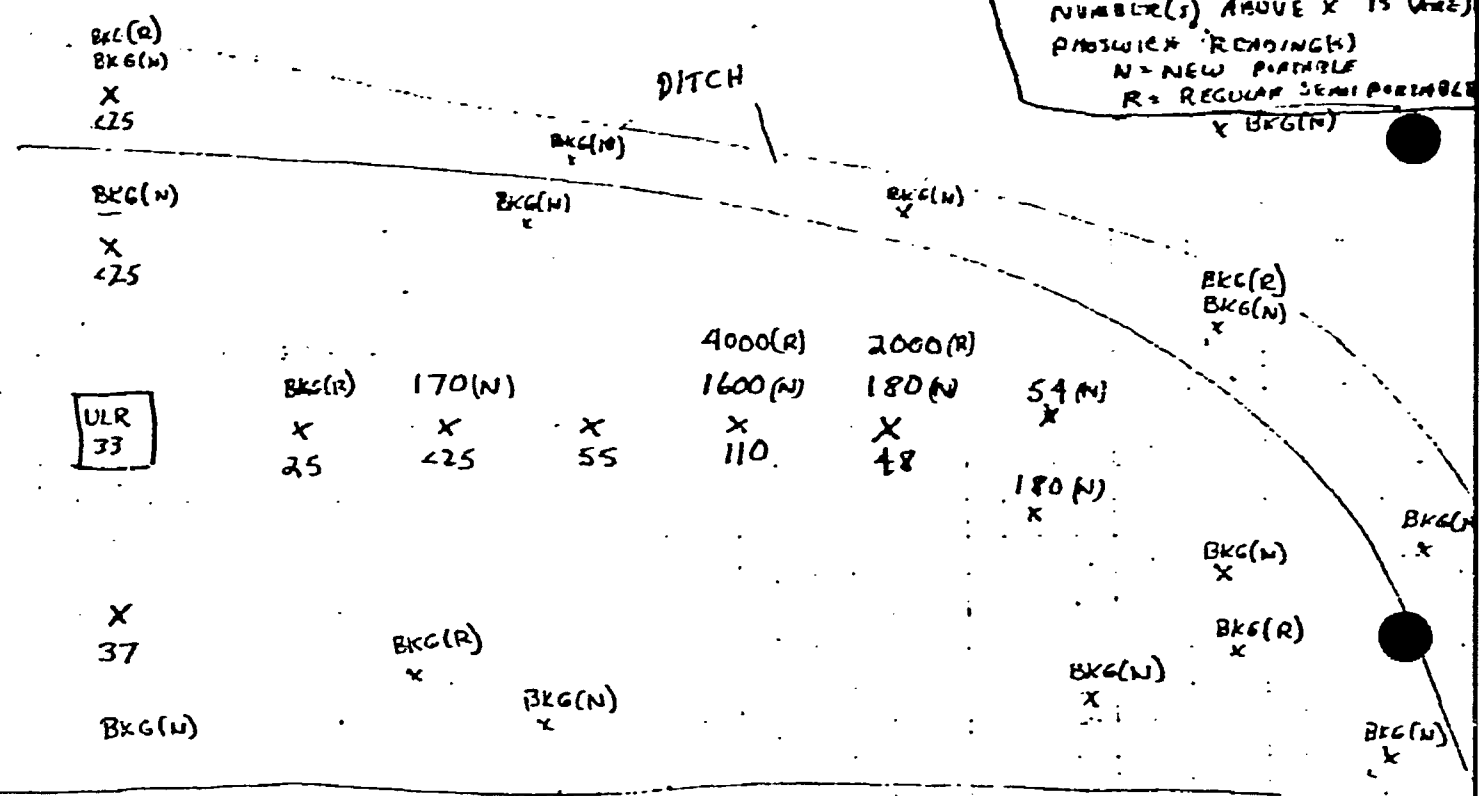 NUMBER(S) ABOVE X IS
PHOSWICH READING(S)
N = NEW PORTABLE
R = REGULAR SEMI PORTABLE
BKG(R)
BKG(N)
X
<25
DITCH
X BKG(N)
BKG(N)
X
BKG(N)
X
<25
BKG(N)
X
BKG(N)
X
BKG(R)
BKG(N)
X
4000(R) 2000(R)
BKG(R) 170(N) 1600(N) 180(N) 54(N)
X X X X X X
25 <25 55 110 48
ULR
33
180(N)
X
BKG(N)
X
BKG(N)
X
X
37
BKG(R)
X
BKG(R)
X
BKG(N)
X
BKG(N)
X
BKG(N)
BKG(N)
X